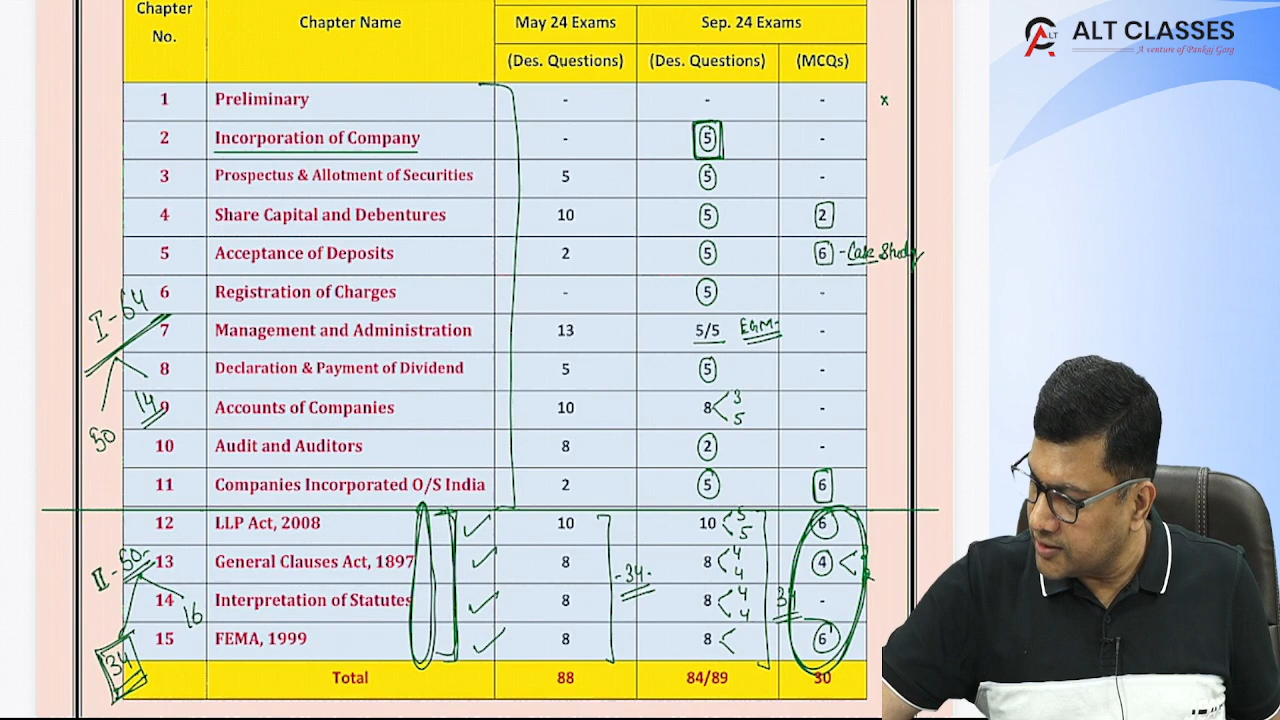 Chapter No.
Chapter Name
May 24 Exams
Sep. 24 Exams
(Des. Questions)
(Des. Questions)
(MCQs)
1 Preliminary - - - x
2 Incorporation of Company - 5 -
3 Prospectus & Allotment of Securities 5 5 -
4 Share Capital and Debentures 10 5 2
5 Acceptance of Deposits 2 5 6 - Case Study
6 Registration of Charges - 5 -
7 Management and Administration 13 5/5 EGM -
8 Declaration & Payment of Dividend 5 5 -
9 Accounts of Companies 10 8 < 3 5 -
10 Audit and Auditors 8 2 -
11 Companies Incorporated O/S India 2 5 6
12 LLP Act, 2008 10 10 < 5 5 6
13 General Clauses Act, 1897 8 8 < 4 4 4 <
14 Interpretation of Statutes 8 8 < 4 4 -
15 FEMA, 1999 8 8 < 6
Total 88 84/89 30
I - 64
50
14
II - 50
34
16
- 34 -
34
ALT
ALT CLASSES
A venture of Pankaj Garg